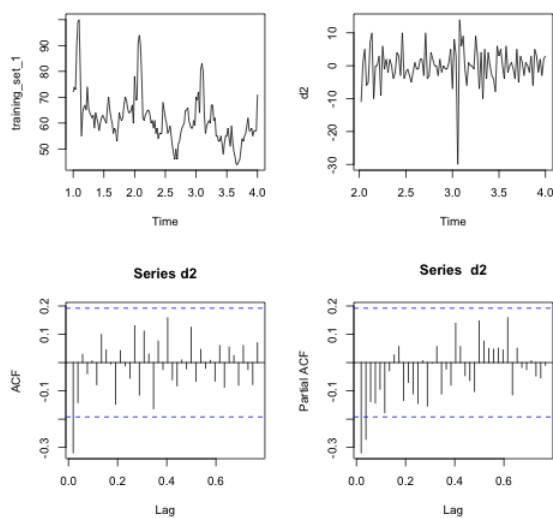 training_set_1
50 60 70 80 90
1.0 1.5 2.0 2.5 3.0 3.5 4.0
Time
d2
-30 -20 -10 0 10
2.0 2.5 3.0 3.5 4.0
Time
Series d2
ACF
-0.3 -0.1 0.1 0.2
0.0 0.2 0.4 0.6
Lag
Series d2
Partial ACF
-0.3 -0.1 0.1 0.2
0.0 0.2 0.4 0.6
Lag